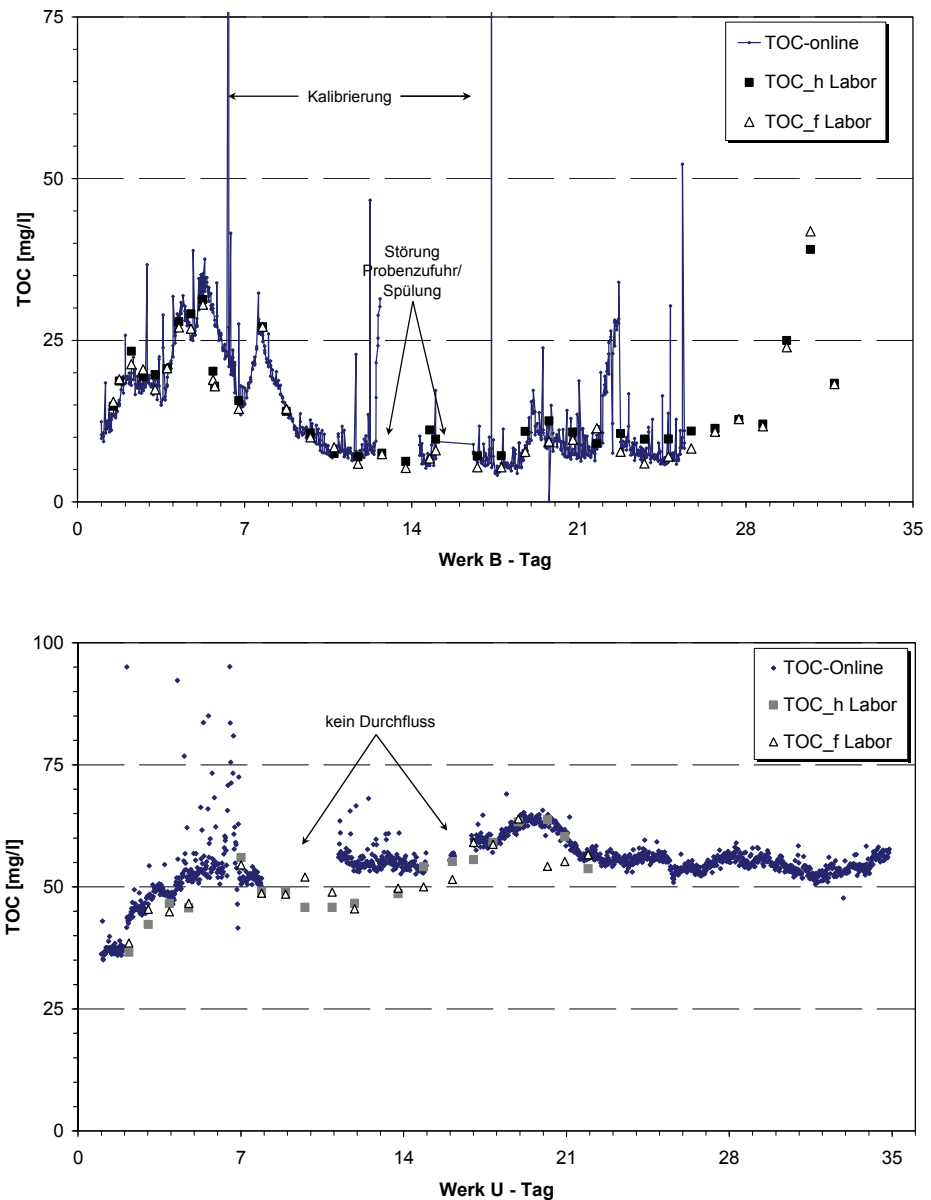 75
50
25
0
TOC [mg/l]
TOC-online
TOC_h Labor
TOC_f Labor
Kalibrierung
Störung
Probenzufuhr/
Spülung
0 7 14 21 28 35
Werk B - Tag
100
75
50
25
0
TOC [mg/l]
TOC-Online
TOC_h Labor
TOC_f Labor
kein Durchfluss
0 7 14 21 28 35
Werk U - Tag